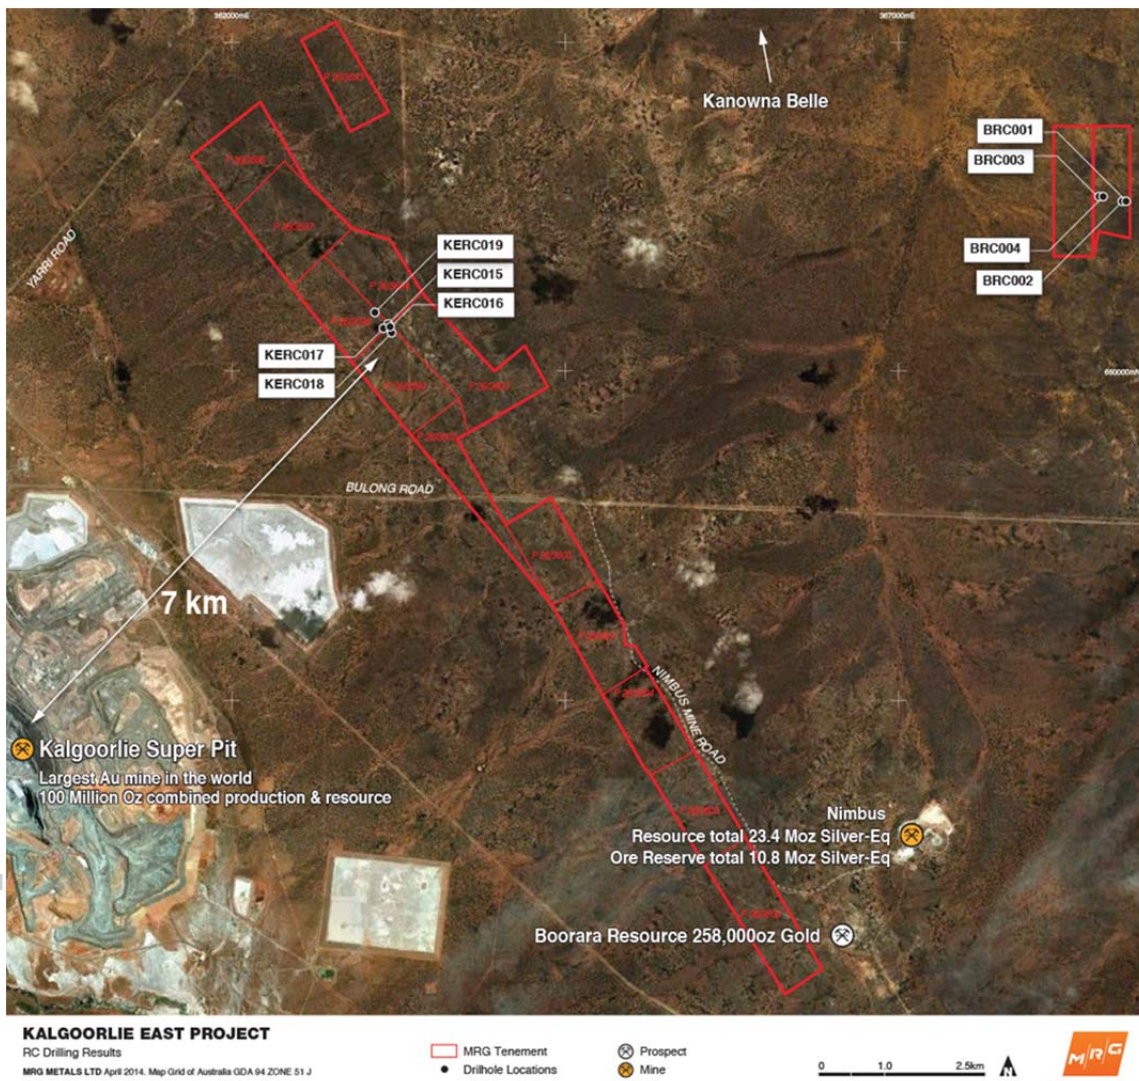 362000mE
367000mE
Kanowna Belle
BRC001
BRC003
BRC004
BRC002
YARRI ROAD
KERC019
KERC015
KERC016
KERC017
KERC018
BULONG ROAD
7 km
NIMBUS MINE ROAD
Kalgoorlie Super Pit
Largest Au mine in the world
100 Million Oz combined production & resource
Nimbus
Resource total 23.4 Moz Silver-Eq
Ore Reserve total 10.8 Moz Silver-Eq
Boorara Resource 258,000oz Gold
KALGOORLIE EAST PROJECT
RC Drilling Results
MRG METALS LTD April 2014. Map Grid of Australia GDA 94 ZONE 51 J
MRG Tenement
Drilhole Locations
Prospect
Mine
0 1.0 2.5km
N
MRG